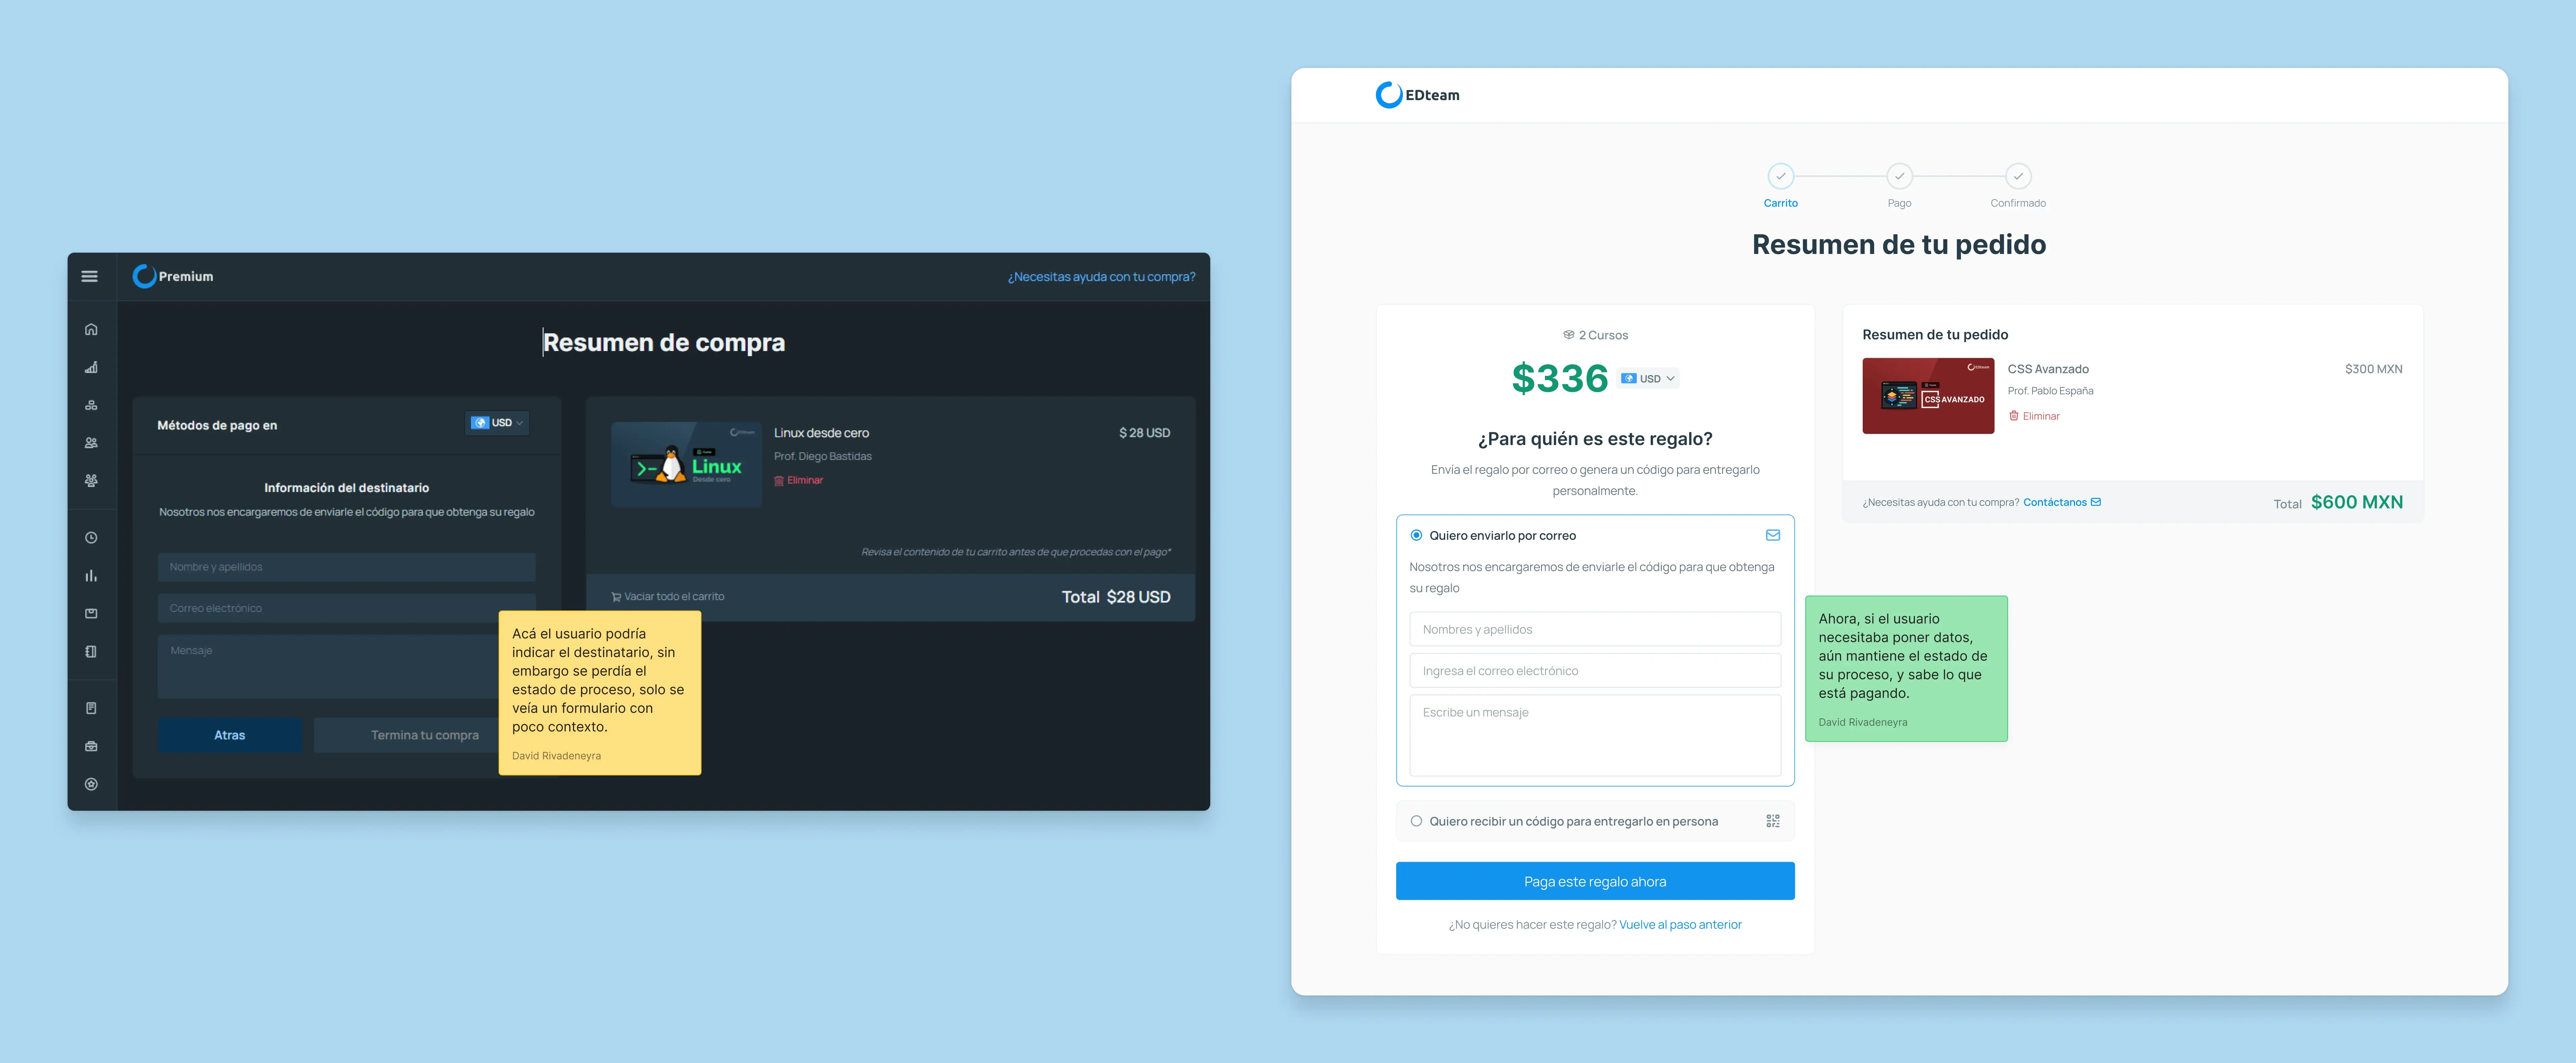 Premium
¿Necesitas ayuda con tu compra?
Resumen de compra
Métodos de pago en
USD
Información del destinatario
Nosotros nos encargaremos de enviarle el código para que obtenga su regalo
Nombre y apellidos
Correo electrónico
Mensaje
Atras
Termina tu compra
Linux
Desde cero
Linux desde cero
$ 28 USD
Prof. Diego Bastidas
Eliminar
Revisa el contenido de tu carrito antes de que procedas con el pago*
Vaciar todo el carrito
Total $28 USD
Acá el usuario podría
indicar el destinatario, sin
embargo se perdía el
estado de proceso, solo se
veía un formulario con
poco contexto.
David Rivadeneyra
EDteam
Carrito
Pago
Confirmado
Resumen de tu pedido
2 Cursos
$336
USD
¿Para quién es este regalo?
Envía el regalo por correo o genera un código para entregarlo
personalmente.
Quiero enviarlo por correo
Nosotros nos encargaremos de enviarle el código para que obtenga
su regalo
Nombres y apellidos
Ingresa el correo electrónico
Escribe un mensaje
Quiero recibir un código para entregarlo en persona
Paga este regalo ahora
¿No quieres hacer este regalo? Vuelve al paso anterior
Resumen de tu pedido
EDteam
CSS AVANZADO
CSS Avanzado
$300 MXN
Prof. Pablo España
Eliminar
¿Necesitas ayuda con tu compra? Contáctanos
Total $600 MXN
Ahora, si el usuario
necesitaba poner datos,
aún mantiene el estado de
su proceso, y sabe lo que
está pagando.
David Rivadeneyra